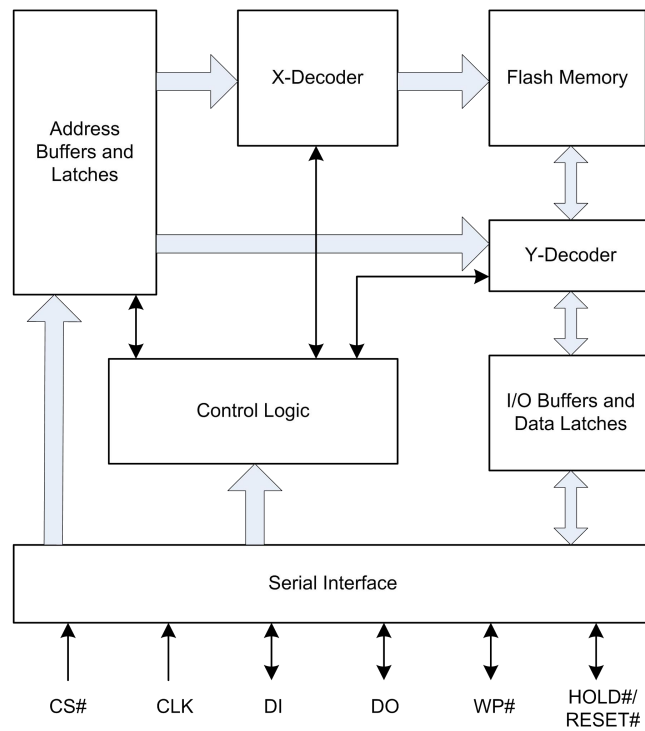 Address
Buffers and
Latches
X-Decoder
Flash Memory
Y-Decoder
Control Logic
I/O Buffers and
Data Latches
Serial Interface
CS#
CLK
DI
DO
WP#
HOLD#/
RESET#